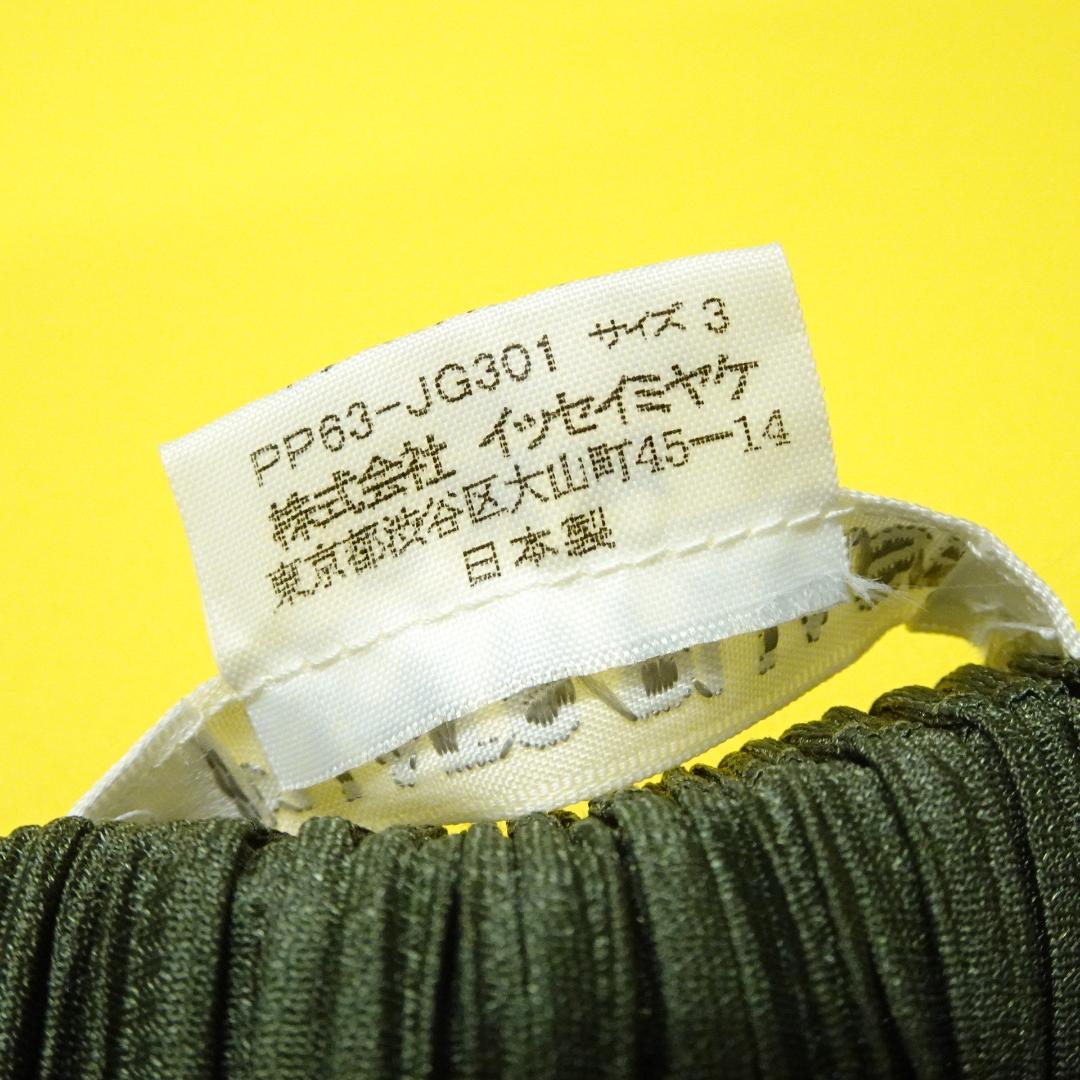 PP63-JG301 サイズ 3
株式会社 イッセイミヤケ
東京都渋谷区大山町45ー14
日本製